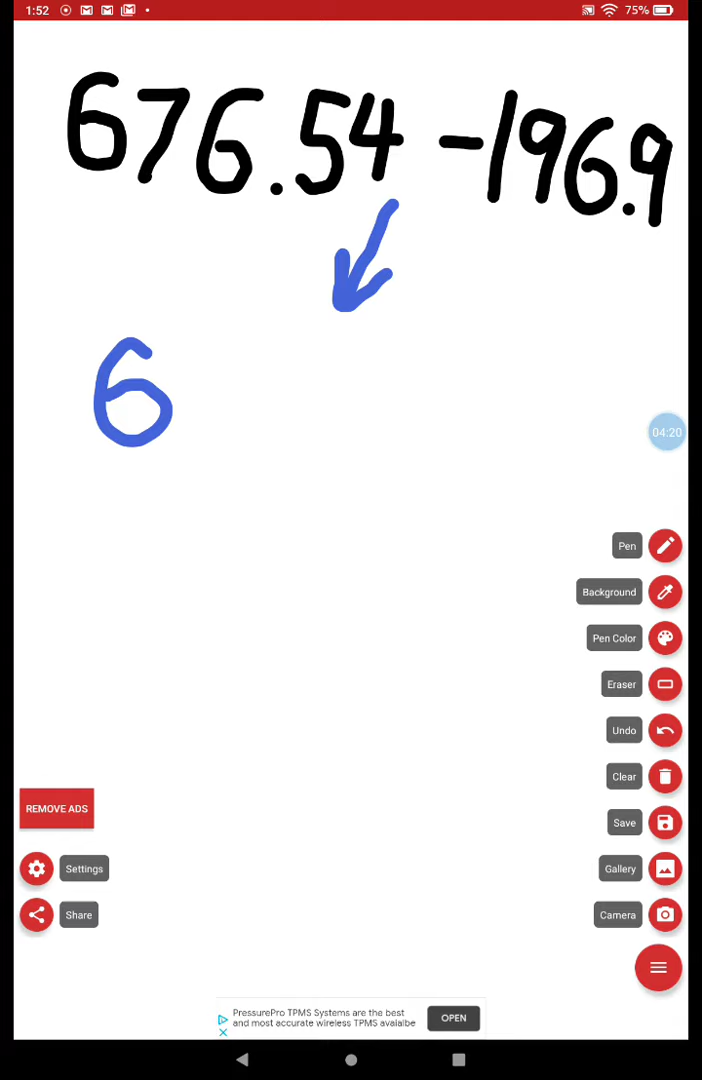 1:52
75%
676.54 -196.9
6
04:20
Pen
Background
Pen Color
Eraser
Undo
Clear
REMOVE ADS
Save
Settings
Gallery
Share
Camera
PressurePro TPMS Systems are the best
and most accurate wireless TPMS avalaibe
OPEN